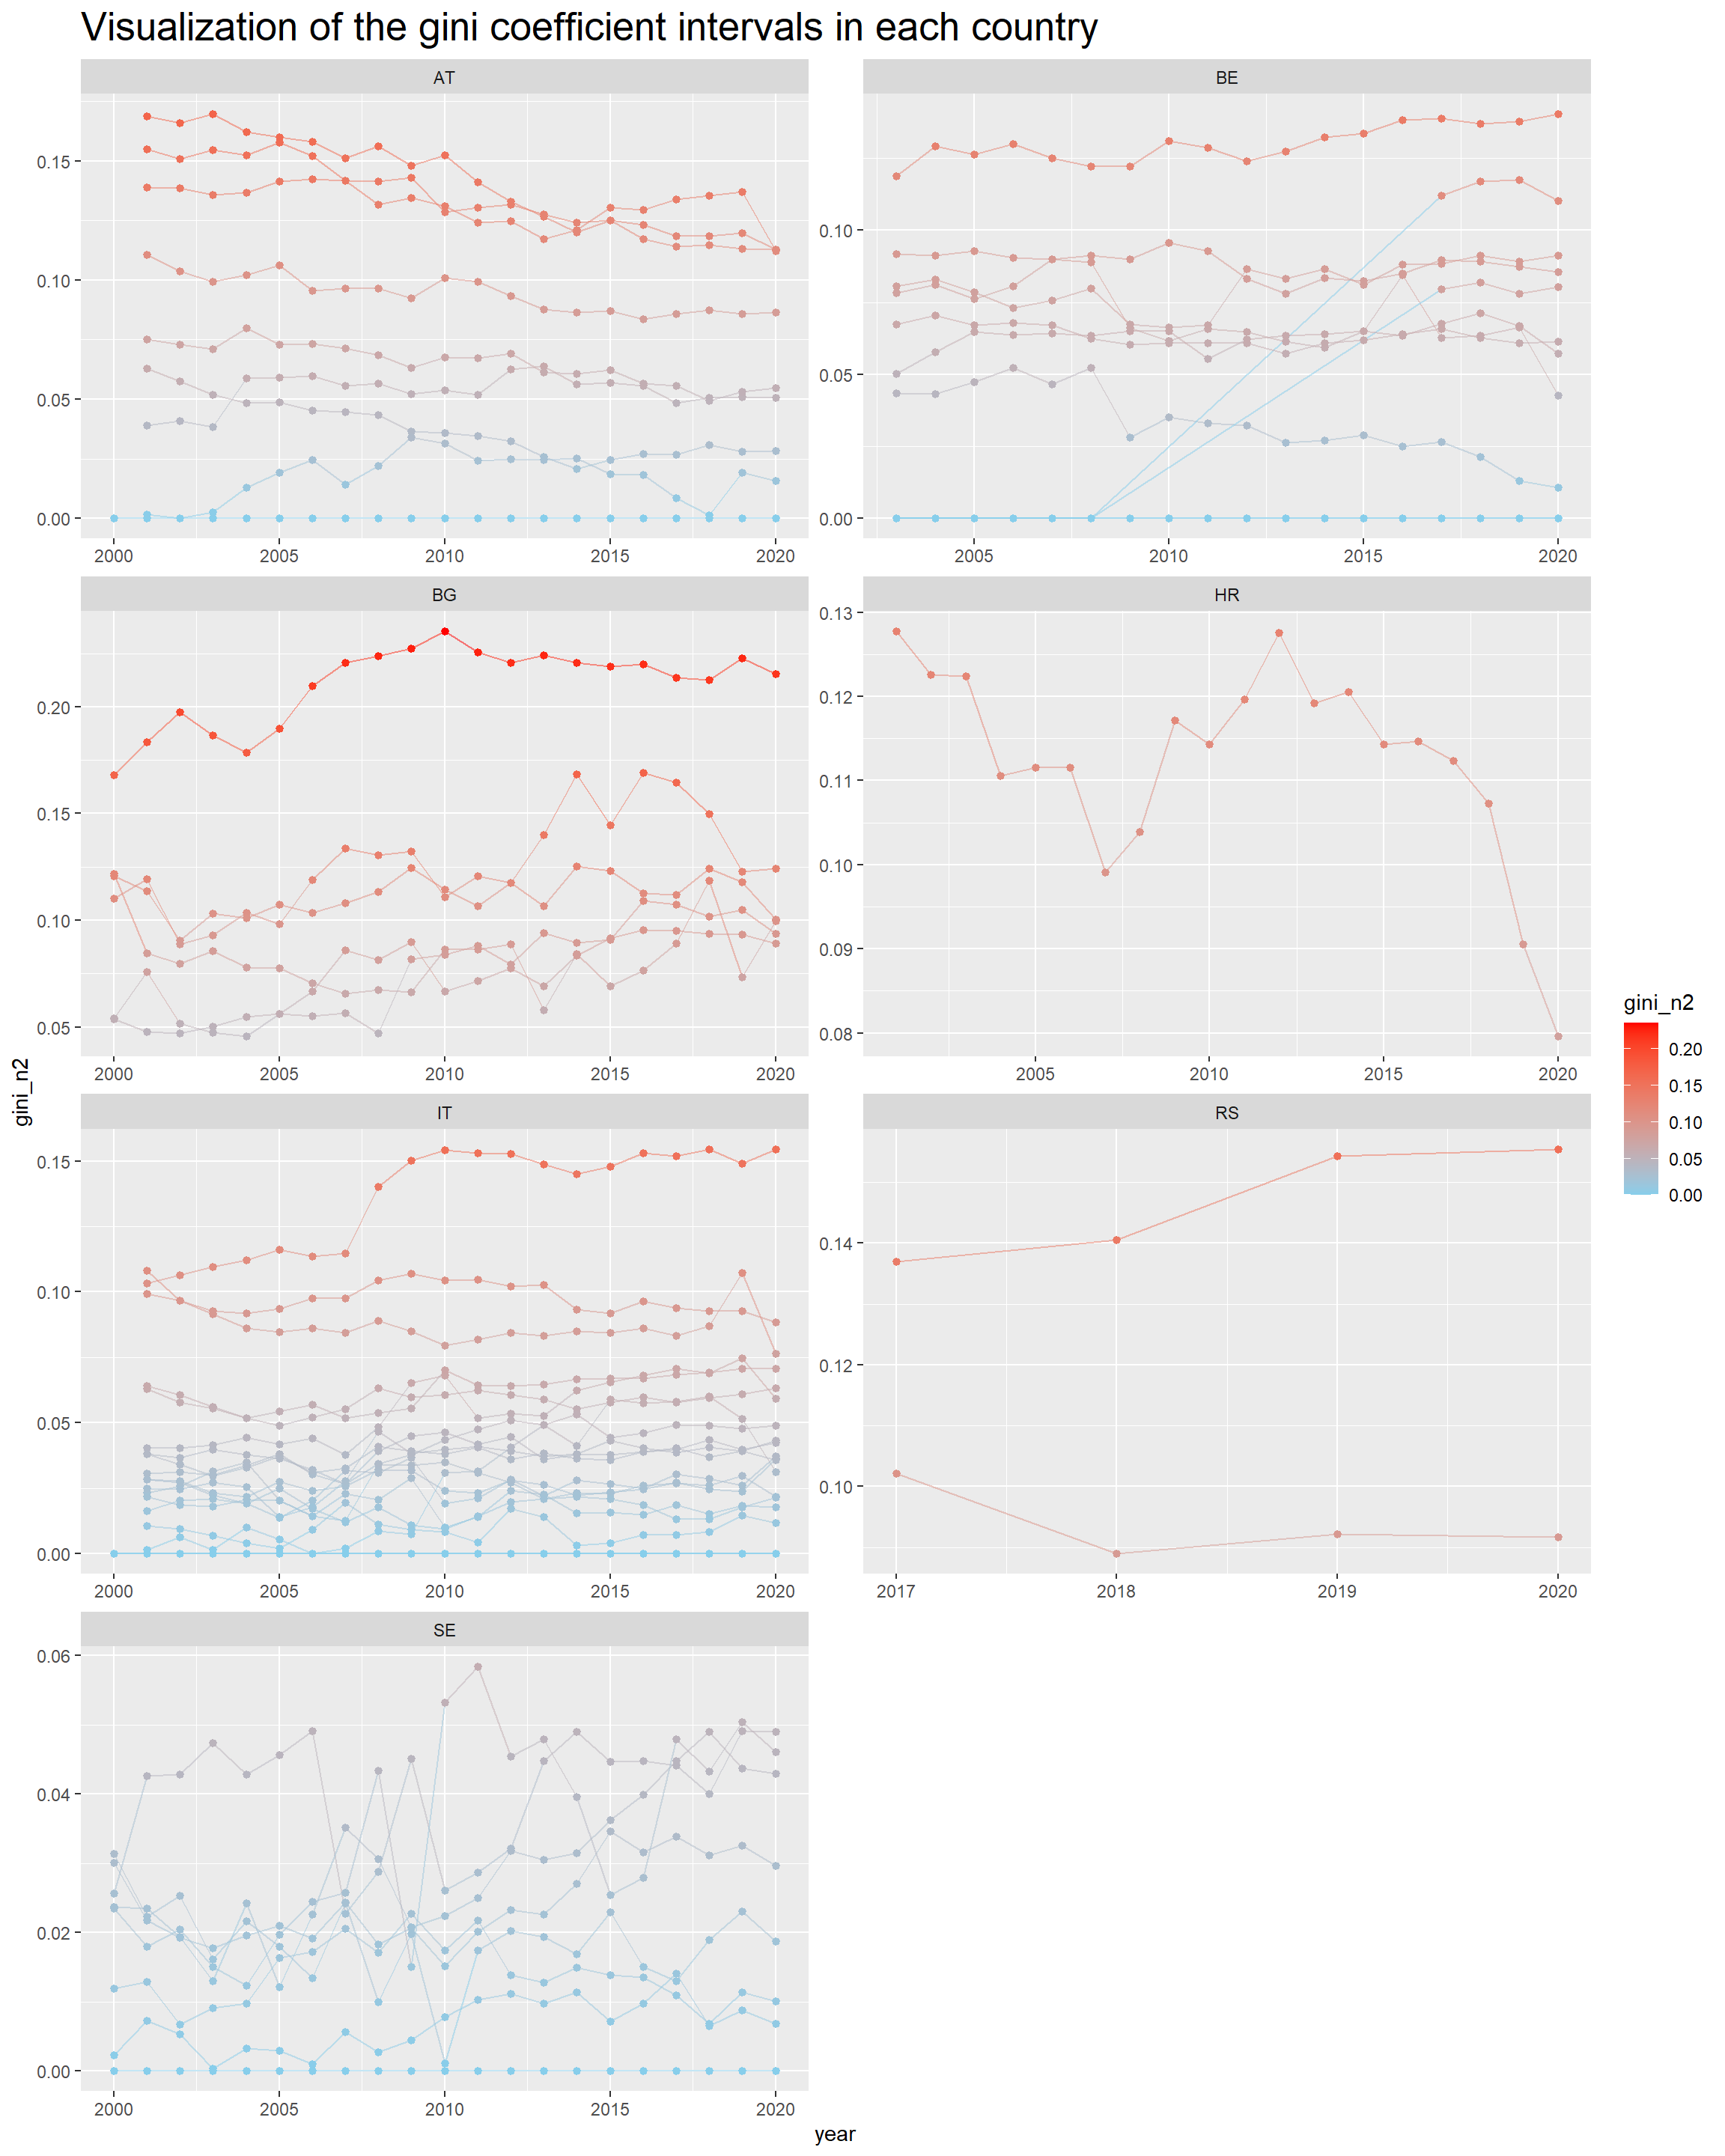 Visualization of the gini coefficient intervals in each country
AT
BE
0.15
0.10
0.05
0.00
0.10
0.05
0.00
2000 2005 2010 2015 2020
2005 2010 2015 2020
BG
HR
0.20
0.15
0.10
0.05
0.13
0.12
0.11
0.10
0.09
0.08
2000 2005 2010 2015 2020
2005 2010 2015 2020
gini_n2
IT
RS
0.15
0.10
0.05
0.00
0.14
0.12
0.10
2000 2005 2010 2015 2020
2017 2018 2019 2020
SE
0.06
0.04
0.02
0.00
2000 2005 2010 2015 2020
year
gini_n2
0.20
0.15
0.10
0.05
0.00